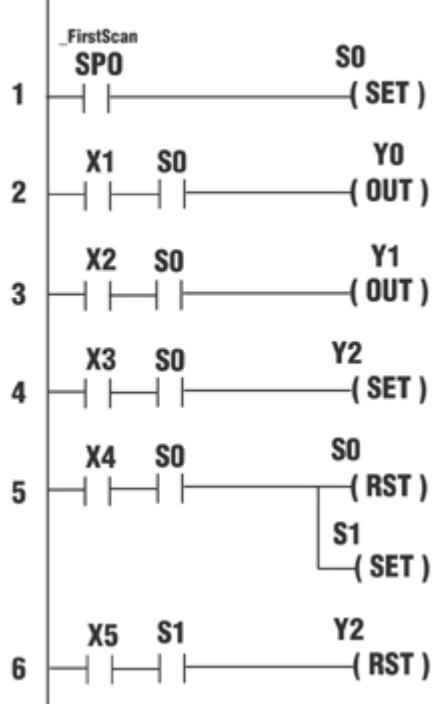 _FirstScan
SP0 S0
1 ( SET )
X1 S0 Y0
2 ( OUT )
X2 S0 Y1
3 ( OUT )
X3 S0 Y2
4 ( SET )
X4 S0 S0
5 ( RST )
S1
( SET )
X5 S1 Y2
6 ( RST )